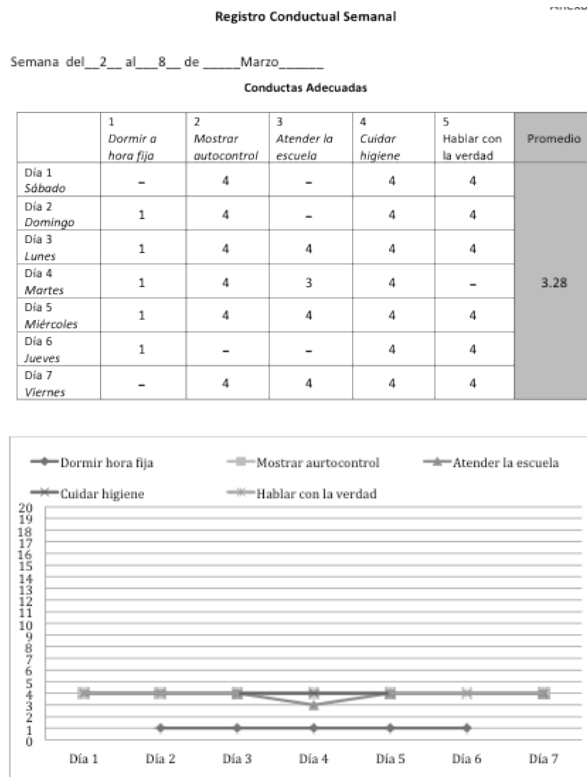 Registro Conductual Semanal
Semana del__2__ al___8__ de _____Marzo______
Conductas Adecuadas
1 2 3 4 5
Dormir a Mostrar Atender la Cuidar Hablar con Promedio
hora fija autocontrol escuela higiene la verdad
Día 1
Sábado – 4 – 4 4
Día 2
Domingo 1 4 – 4 4
Día 3
Lunes 1 4 4 4 4
Día 4
Martes 1 4 3 4 – 3.28
Día 5
Miércoles 1 4 4 4 4
Día 6
Jueves 1 – – 4 4
Día 7
Viernes – 4 4 4 4
Dormir hora fija Mostrar aurtocontrol Atender la escuela
Cuidar higiene Hablar con la verdad
20
19
18
17
16
15
14
13
12
11
10
9
8
7
6
5
4
3
2
1
0
Día 1 Día 2 Día 3 Día 4 Día 5 Día 6 Día 7